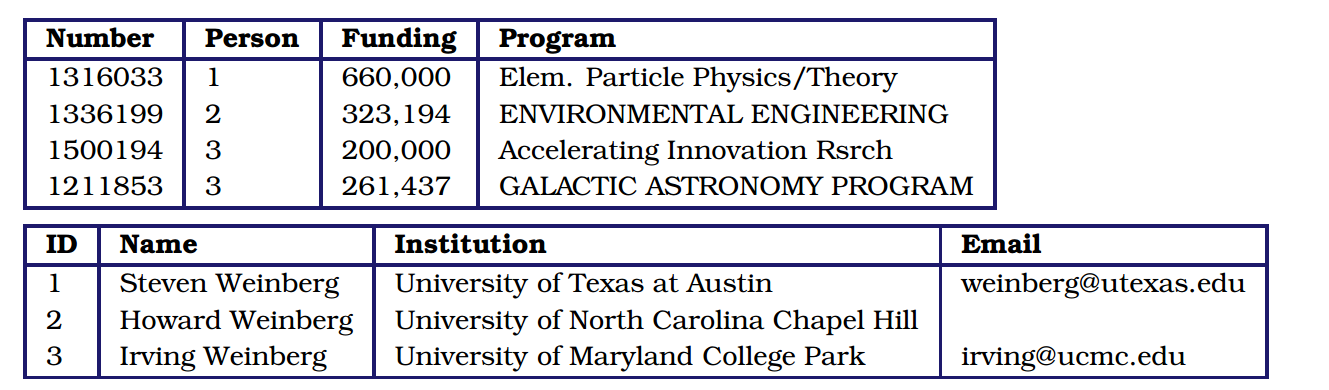 Number Person Funding Program
1316033 1 660,000 Elem. Particle Physics/Theory
1336199 2 323,194 ENVIRONMENTAL ENGINEERING
1500194 3 200,000 Accelerating Innovation Rsrch
1211853 3 261,437 GALACTIC ASTRONOMY PROGRAM
ID Name Institution Email
1 Steven Weinberg University of Texas at Austin weinberg@utexas.edu
2 Howard Weinberg University of North Carolina Chapel Hill
3 Irving Weinberg University of Maryland College Park irving@ucmc.edu